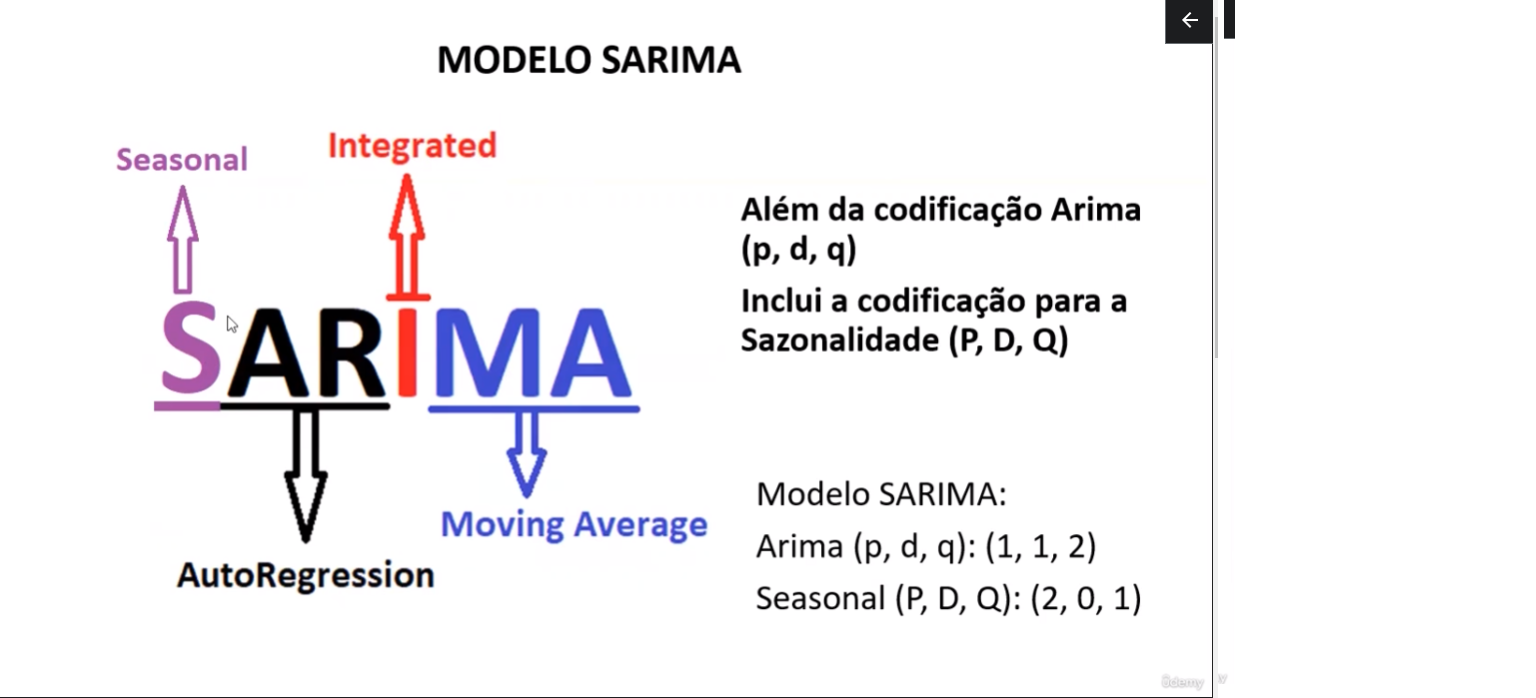 MODELO SARIMA
Seasonal
Integrated
SARIMA
Moving Average
AutoRegression
Além da codificação Arima
(p, d, q)
Inclui a codificação para a
Sazonalidade (P, D, Q)
Modelo SARIMA:
Arima (p, d, q): (1, 1, 2)
Seasonal (P, D, Q): (2, 0, 1)
Udemy